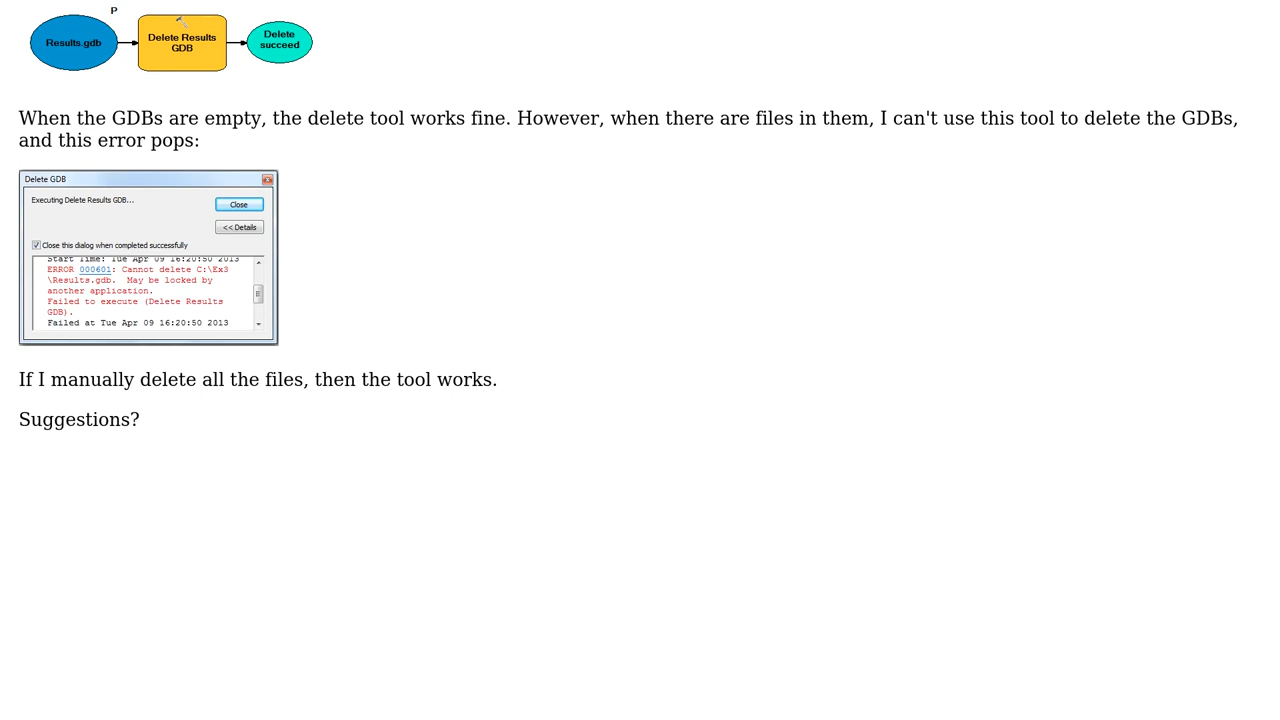 P
Results.gdb
Delete Results
GDB
Delete
succeed
When the GDBs are empty, the delete tool works fine. However, when there are files in them, I can't use this tool to delete the GDBs,
and this error pops:
Delete GDB
Executing Delete Results GDB...
Close
<< Details
Close this dialog when completed successfully
Start Time: Tue Apr 09 16:20:50 2013
ERROR 000601: Cannot delete C:\Ex3
\Results.gdb. May be locked by
another application.
Failed to execute (Delete Results
GDB).
Failed at Tue Apr 09 16:20:50 2013
If I manually delete all the files, then the tool works.
Suggestions?